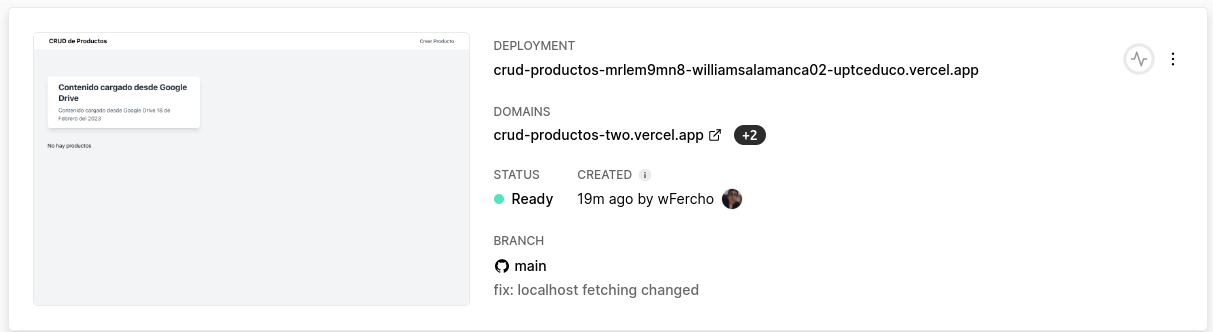 CRUD de Productos
Crear Producto
Contenido cargado desde Google
Drive
Contenido cargado desde Google Drive 18 de
Febrero del 2023
No hay productos
DEPLOYMENT
crud-productos-mrlem9mn8-williamsalamanca02-uptceduco.vercel.app
DOMAINS
crud-productos-two.vercel.app +2
STATUS CREATED i
Ready 19m ago by wFercho
BRANCH
main
fix: localhost fetching changed